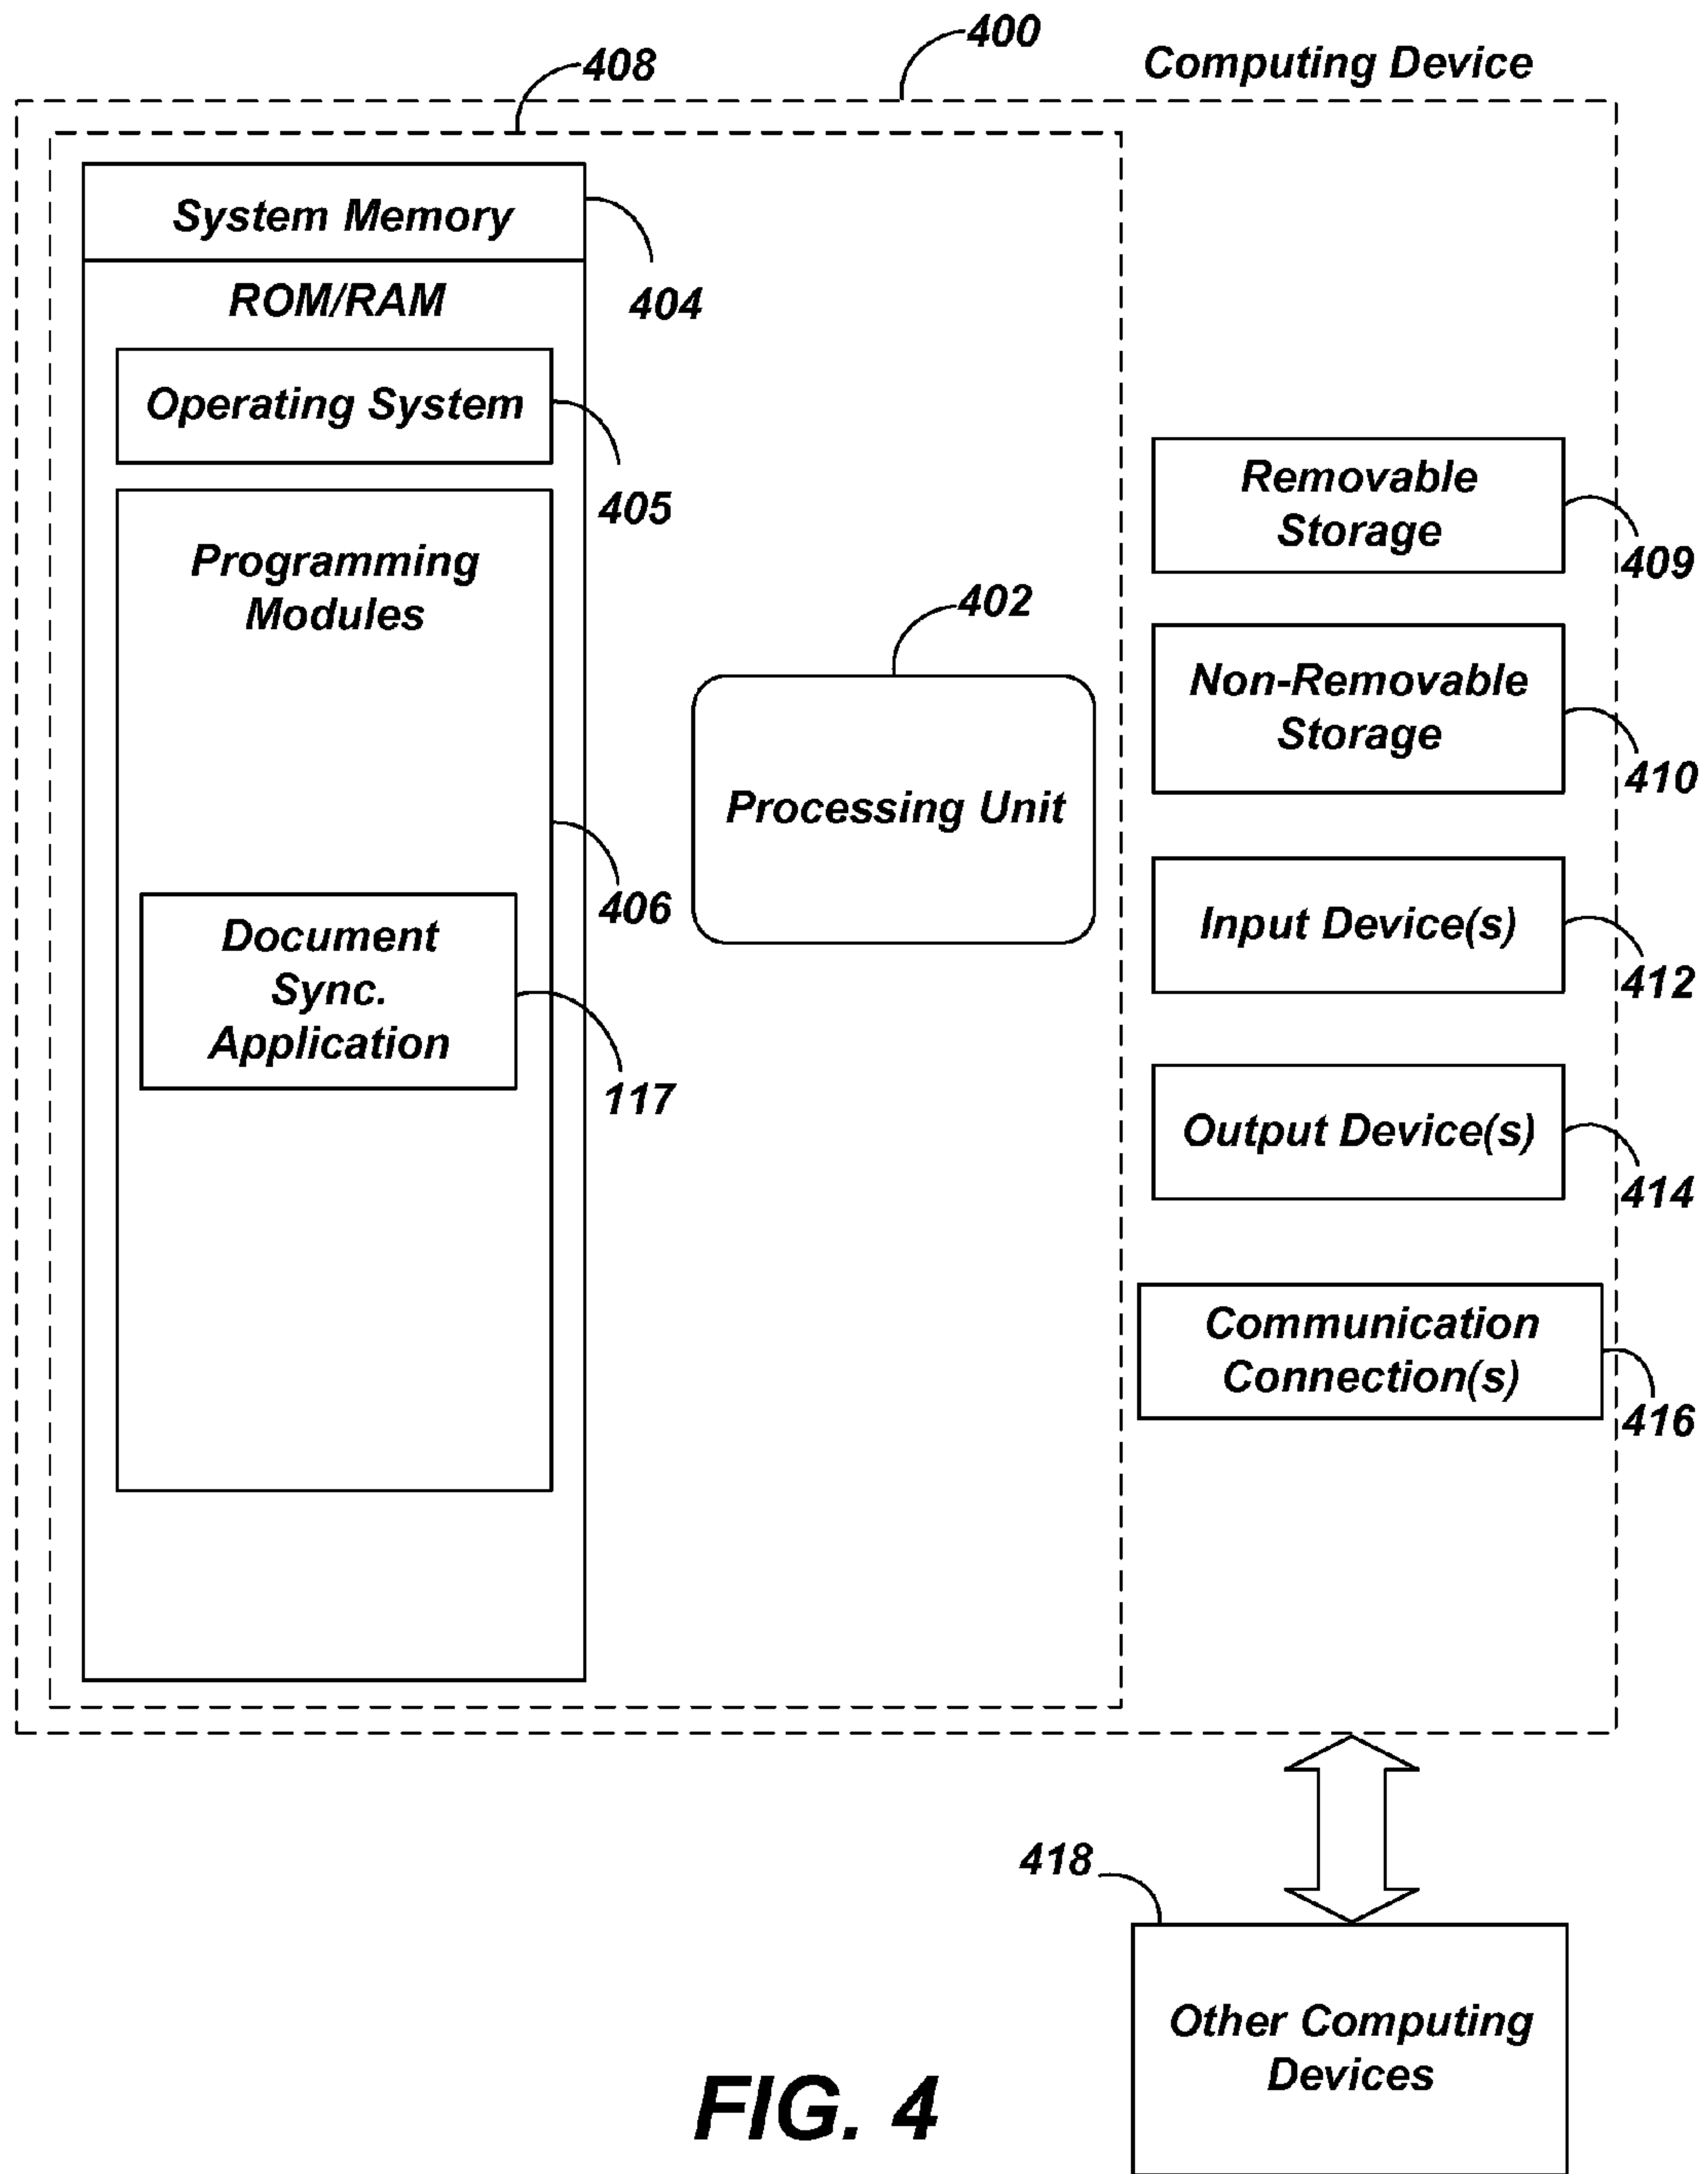 400
Computing Device
408
System Memory
404
ROM/RAM
Operating System
405
Programming
Modules
406
Document
Sync.
Application
117
402
Processing Unit
Removable
Storage
409
Non-Removable
Storage
410
Input Device(s)
412
Output Device(s)
414
Communication
Connection(s)
416
418
Other Computing
Devices
FIG. 4